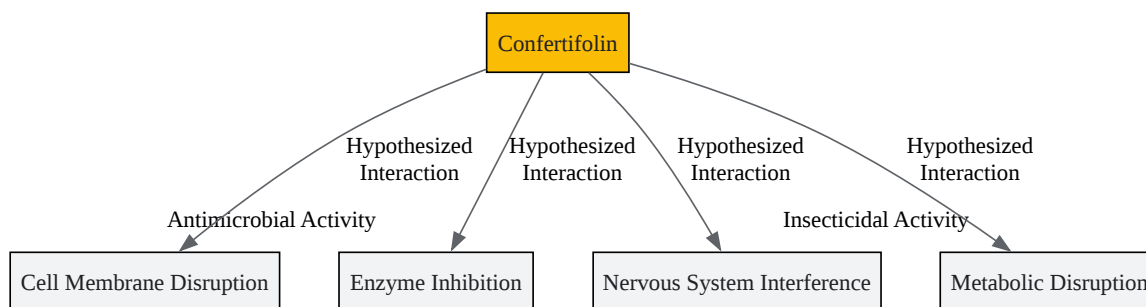 Confertifolin
Hypothesized
Interaction
Hypothesized
Interaction
Hypothesized
Interaction
Hypothesized
Interaction
Antimicrobial Activity
Insecticidal Activity
Cell Membrane Disruption
Enzyme Inhibition
Nervous System Interference
Metabolic Disruption